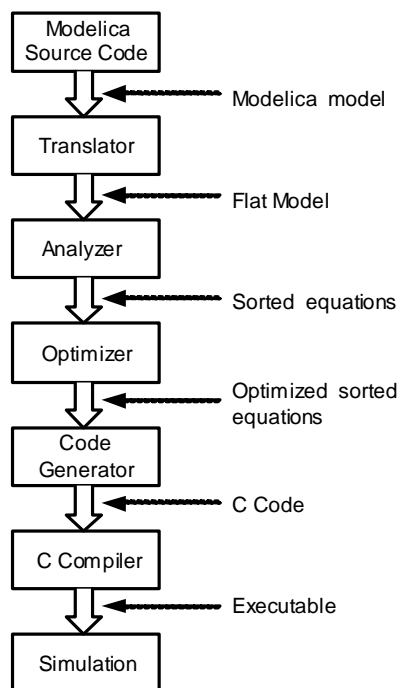 Modelica
Source Code
Modelica model
Translator
Flat Model
Analyzer
Sorted equations
Optimizer
Optimized sorted
equations
Code
Generator
C Code
C Compiler
Executable
Simulation